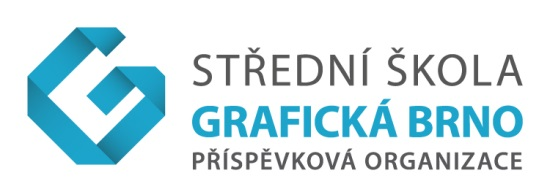 STŘEDNÍ ŠKOLA
GRAFICKÁ BRNO
PŘÍSPĚVKOVÁ ORGANIZACE